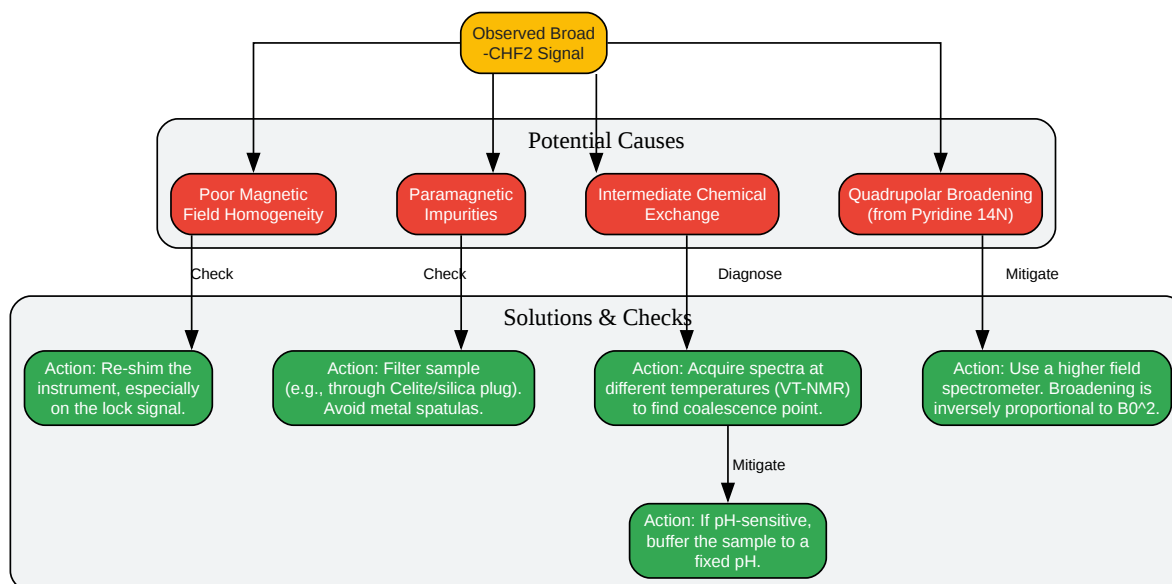 Observed Broad
-CHF2 Signal
Potential Causes
Poor Magnetic
Field Homogeneity
Paramagnetic
Impurities
Intermediate Chemical
Exchange
Quadrupolar Broadening
(from Pyridine 14N)
Check
Check
Diagnose
Mitigate
Solutions & Checks
Action: Re-shim the
instrument, especially
on the lock signal.
Action: Filter sample
(e.g., through Celite/silica plug).
Avoid metal spatulas.
Action: Acquire spectra at
different temperatures (VT-NMR)
to find coalescence point.
Action: Use a higher field
spectrometer. Broadening is
inversely proportional to B0^2.
Mitigate
Action: If pH-sensitive,
buffer the sample to a
fixed pH.